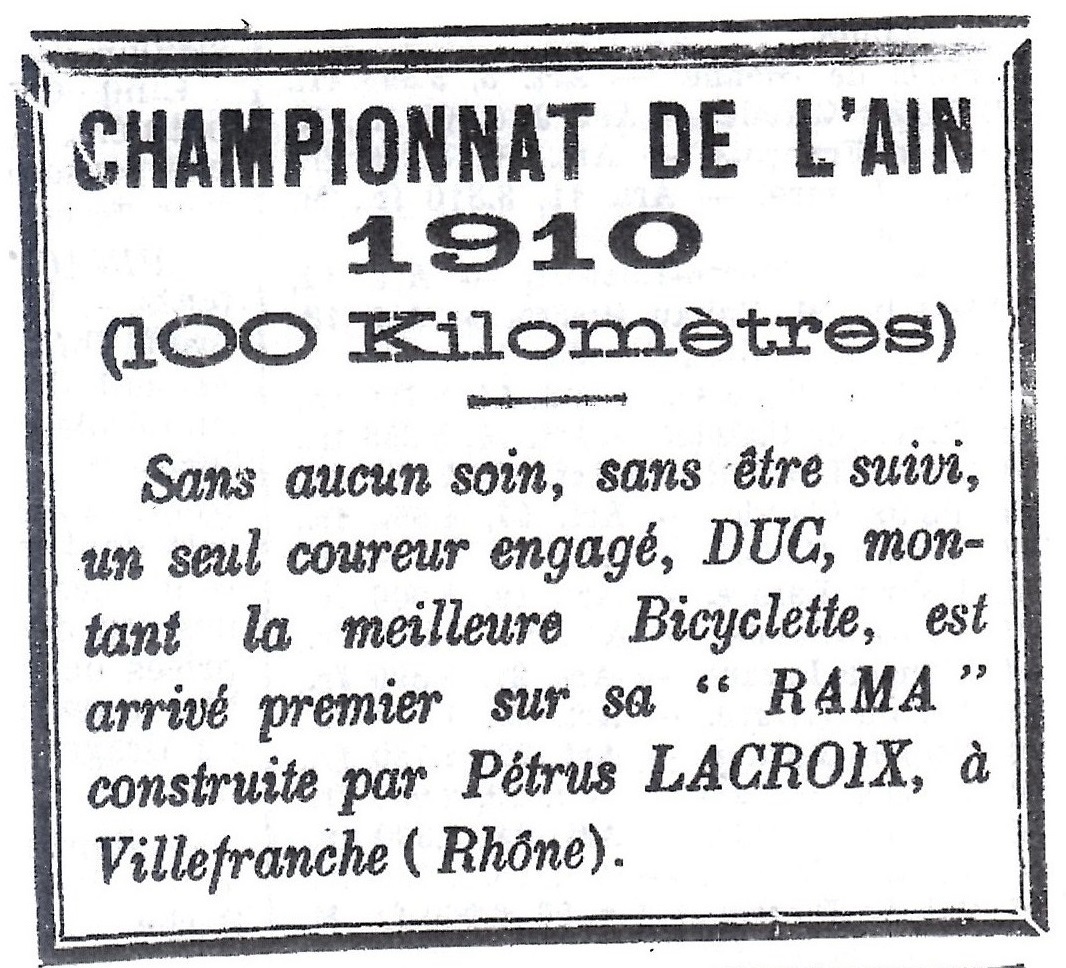 CHAMPIONNAT DE L'AIN
1910
(100 Kilomètres)
Sans aucun soin, sans être suivi,
un seul coureur engagé, DUC, mon-
tant la meilleure Bicyclette, est
arrivé premier sur sa “ RAMA ”
construite par Pétrus LACROIX, à
Villefranche (Rhône).